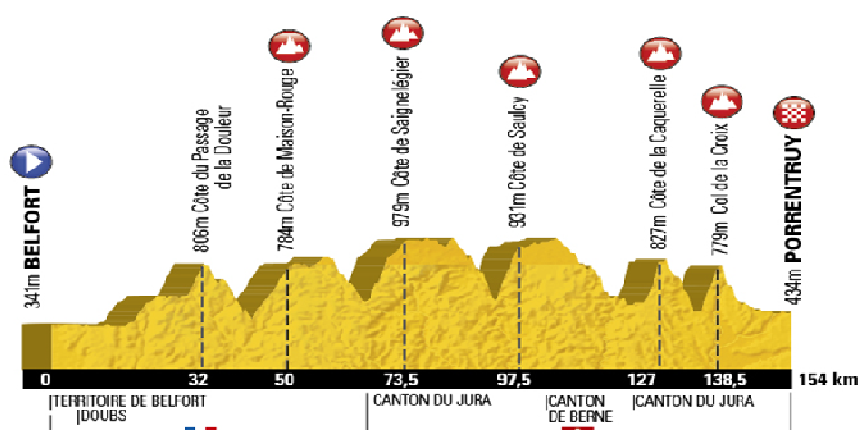 341m BELFORT
806m Côte du Passage
de la Douleur
784m Côte de Maison-Rouge
979m Côte de Saignelégier
931m Côte de Saulcy
827m Côte de la Caquerelle
779m Col de la Croix
434m PORRENTRUY
0 32 50 73,5 97,5 127 138,5 154 km
TERRITOIRE DE BELFORT
DOUBS
CANTON DU JURA
CANTON
DE BERNE
CANTON DU JURA